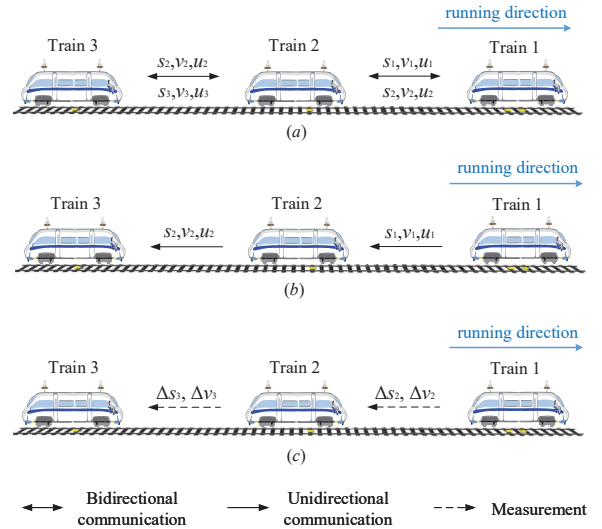 running direction
Train 3 Train 2 Train 1
s₂,v₂,u₂ s₁,v₁,u₁
s₃,v₃,u₃ s₂,v₂,u₂
(a)
running direction
Train 3 Train 2 Train 1
s₂,v₂,u₂ s₁,v₁,u₁
(b)
running direction
Train 3 Train 2 Train 1
Δs₃, Δv₃ Δs₂, Δv₂
(c)
Bidirectional communication
Unidirectional communication
Measurement